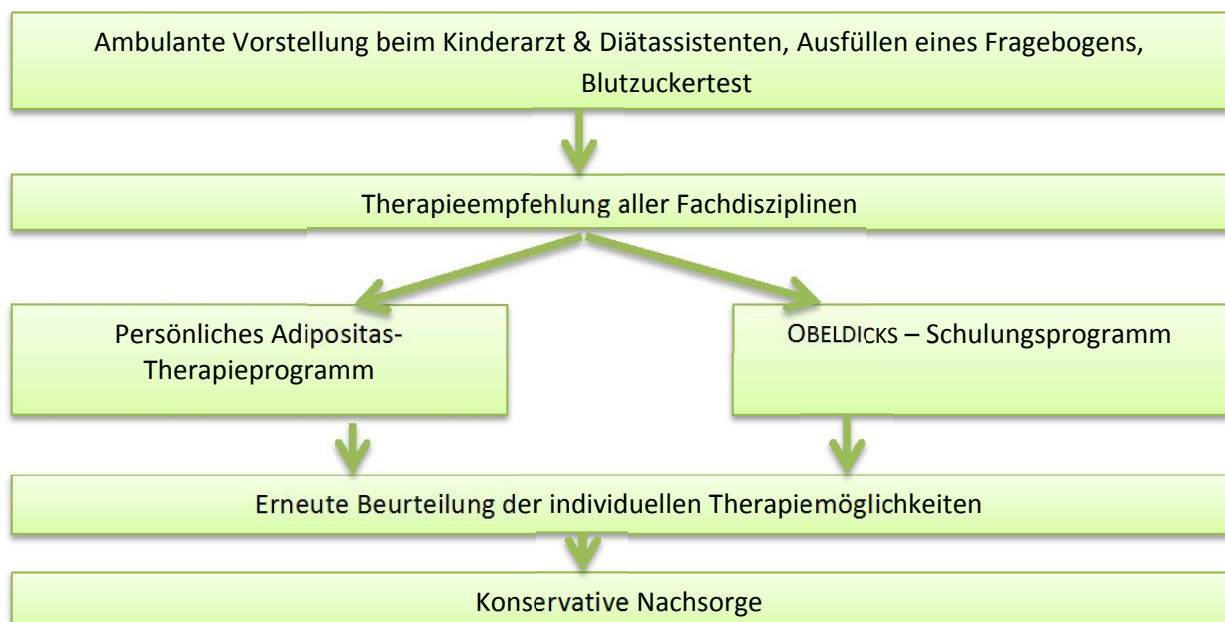 Ambulante Vorstellung beim Kinderarzt & Diätassistenten, Ausfüllen eines Fragebogens,
Blutzuckertest
Therapieempfehlung aller Fachdisziplinen
Persönliches Adipositas-
Therapieprogramm
OBELDICKS – Schulungsprogramm
Erneute Beurteilung der individuellen Therapiemöglichkeiten
Konservative Nachsorge